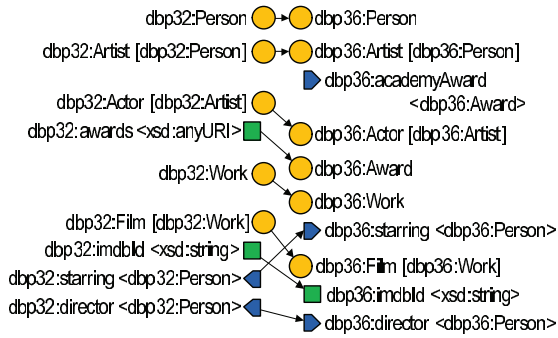 dbp32:Person
dbp36:Person
dbp32:Artist [dbp32:Person]
dbp36:Artist [dbp36:Person]
dbp36:academyAward
<dbp36:Award>
dbp32:Actor [dbp32:Artist]
dbp32:awards <xsd:anyURI>
dbp36:Actor [dbp36:Artist]
dbp36:Award
dbp32:Work
dbp36:Work
dbp32:Film [dbp32:Work]
dbp36:starring <dbp36:Person>
dbp32:imdbId <xsd:string>
dbp36:Film [dbp36:Work]
dbp32:starring <dbp32:Person>
dbp36:imdbId <xsd:string>
dbp32:director <dbp32:Person>
dbp36:director <dbp36:Person>